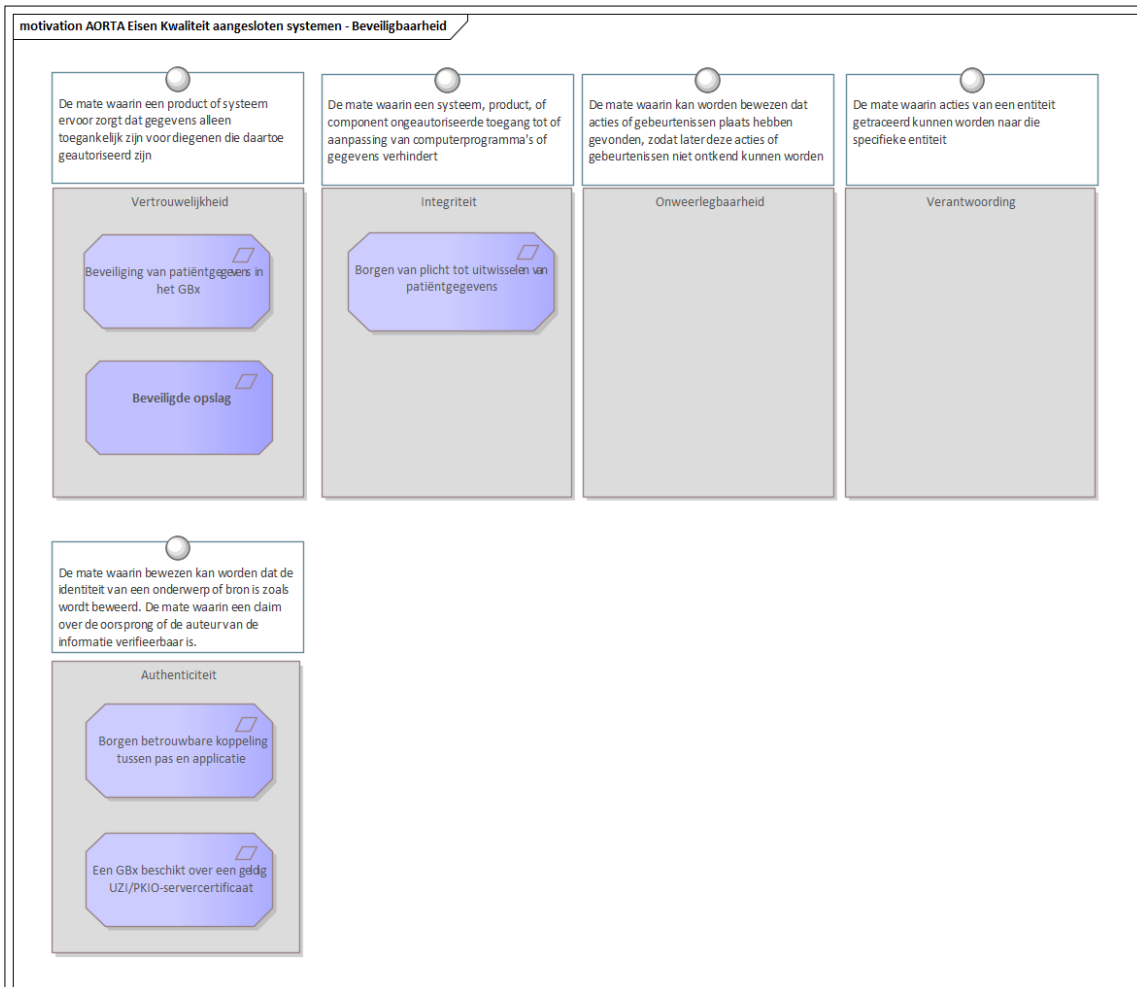 motivation AORTA Eisen Kwaliteit aangesloten systemen - Beveiligbaarheid
De mate waarin een product of systeem
ervoor zorgt dat gegevens alleen
toegankelijk zijn voor diegenen die daartoe
geautoriseerd zijn
Vertrouwelijkheid
Beveiliging van patiëntgegevens in
het GBx
Beveiligde opslag
De mate waarin een systeem, product, of
component ongeautoriseerde toegang tot of
aanpassing van computerprogramma's of
gegevens verhindert
Integriteit
Borgen van plicht tot uitwisselen van
patiëntgegevens
De mate waarin kan worden bewezen dat
acties of gebeurtenissen plaats hebben
gevonden, zodat later deze acties of
gebeurtenissen niet ontkend kunnen worden
Onweerlegbaarheid
De mate waarin acties van een entiteit
getraceerd kunnen worden naar die
specifieke entiteit
Verantwoording
De mate waarin bewezen kan worden dat de
identiteit van een onderwerp of bron is zoals
wordt beweerd. De mate waarin een claim
over de oorsprong of de auteur van de
informatie verifieerbaar is.
Authenticiteit
Borgen betrouwbare koppeling
tussen pas en applicatie
Een GBx beschikt over een geldig
UZI/PKIO-servercertificaat